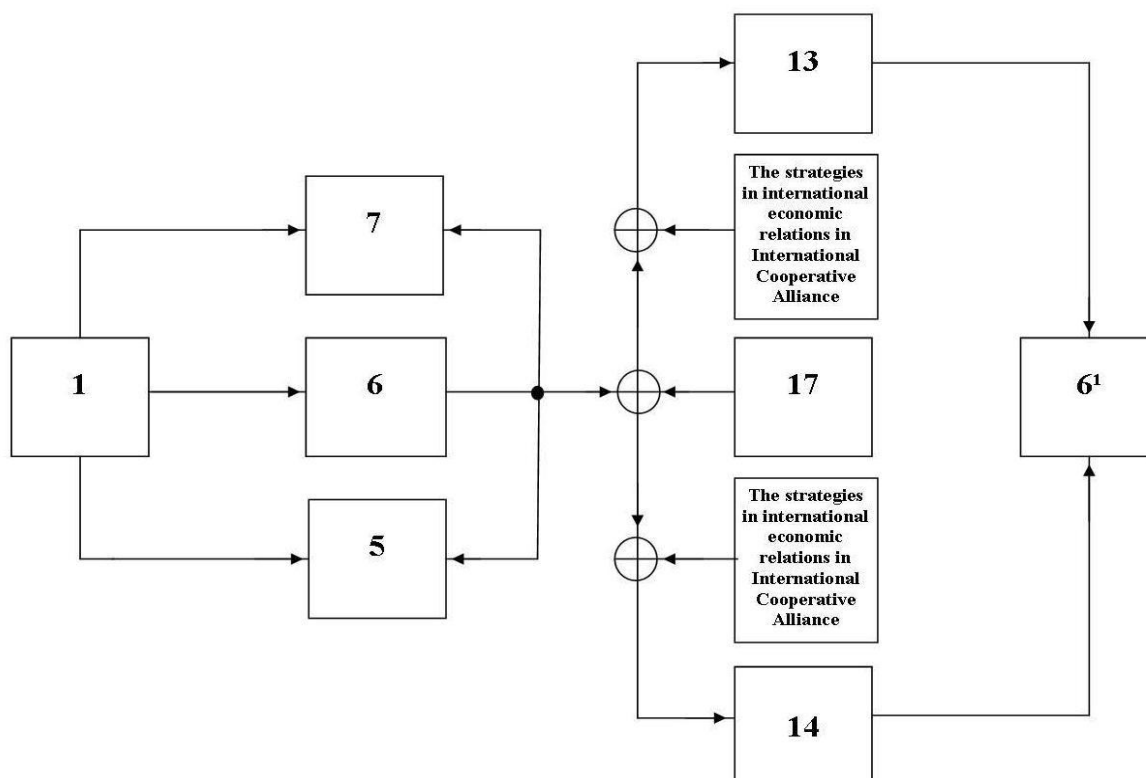 13
The strategies
in international
economic
relations in
International
Cooperative
Alliance
7
1
6
17
6¹
5
The strategies
in international
economic
relations in
International
Cooperative
Alliance
14